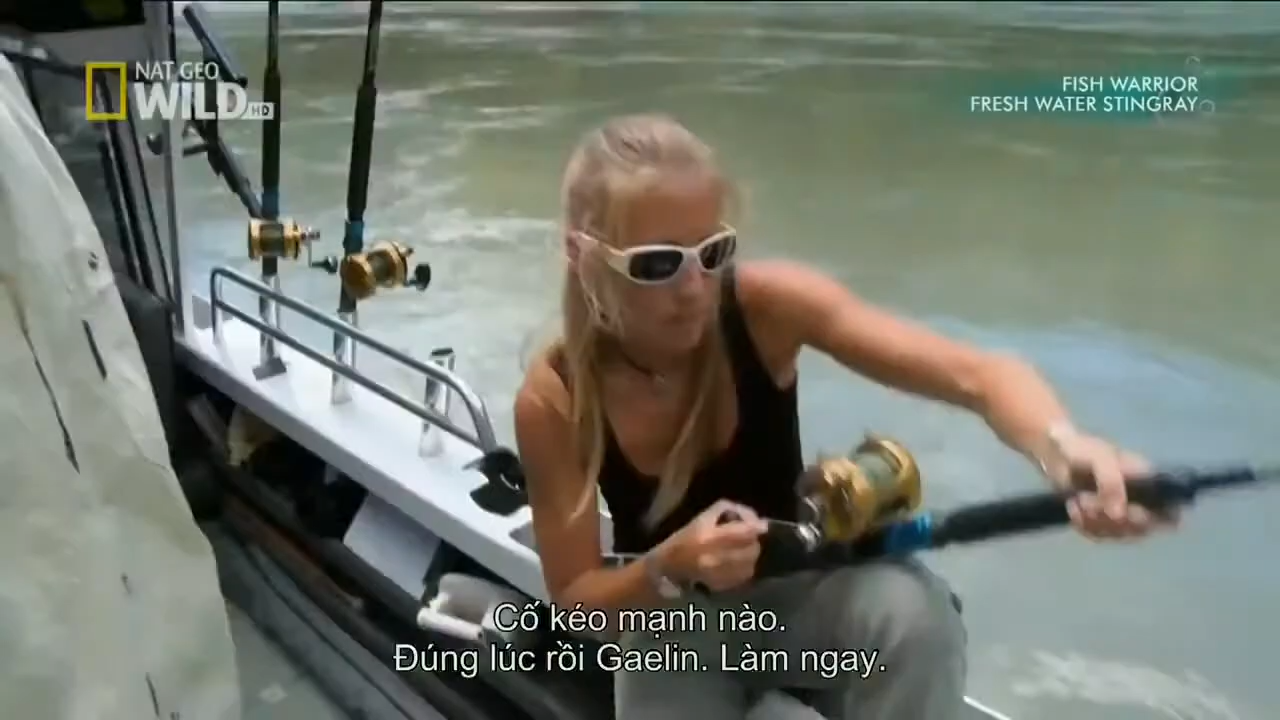 NAT GEO
WILD HD
FISH WARRIOR
FRESH WATER STINGRAY
Cố kéo mạnh nào.
Đúng lúc rồi Gaelin. Làm ngay.